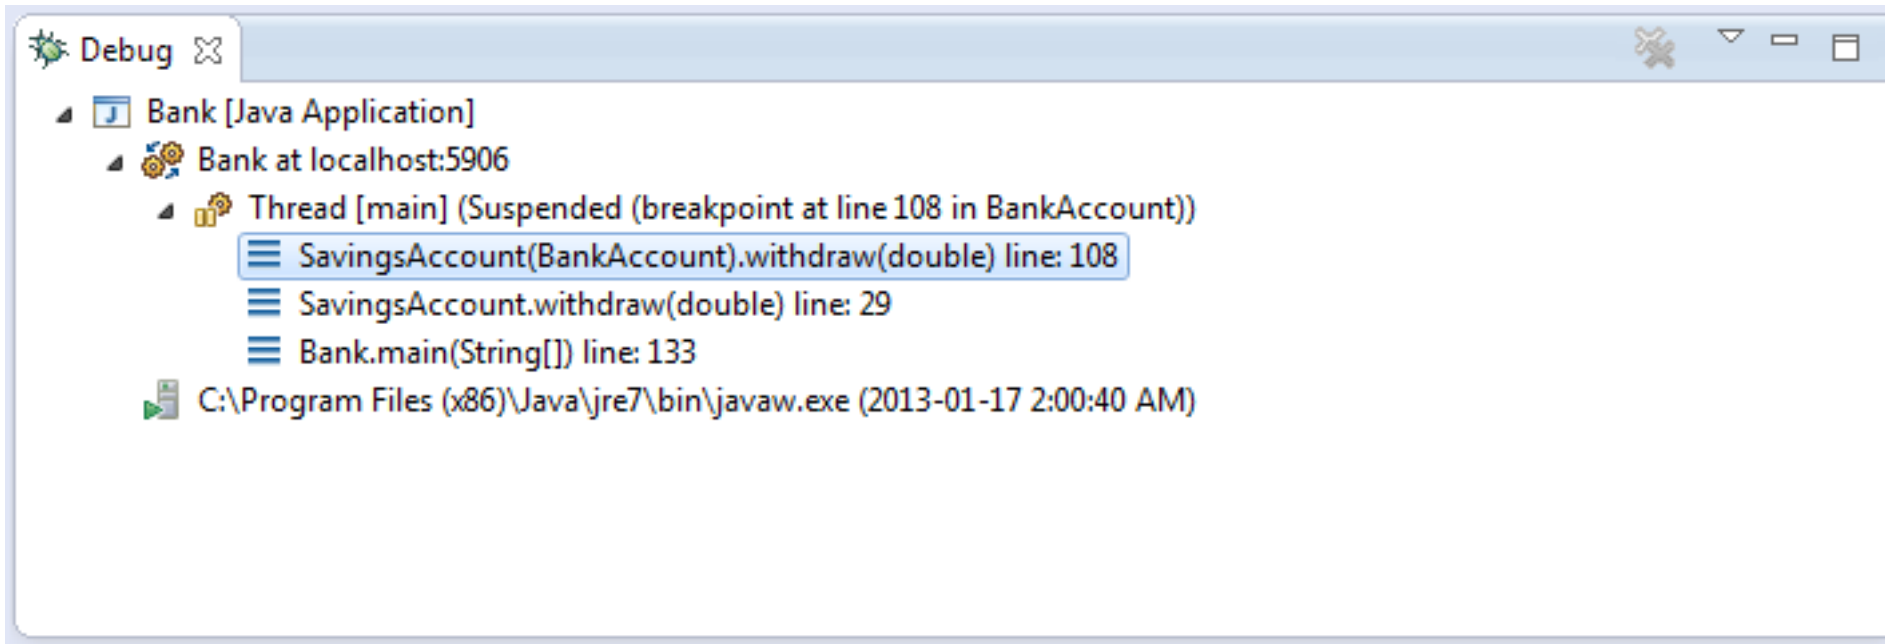 Debug
Bank [Java Application]
Bank at localhost:5906
Thread [main] (Suspended (breakpoint at line 108 in BankAccount))
SavingsAccount(BankAccount).withdraw(double) line: 108
SavingsAccount.withdraw(double) line: 29
Bank.main(String[]) line: 133
C:\Program Files (x86)\Java\jre7\bin\javaw.exe (2013-01-17 2:00:40 AM)